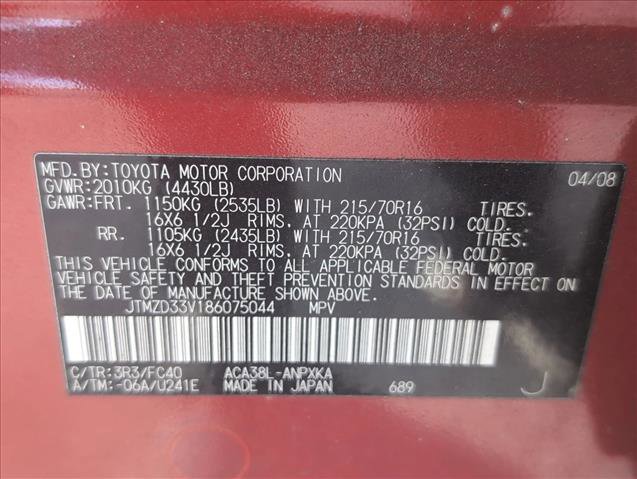 MFD.BY:TOYOTA MOTOR CORPORATION 04/08
GVWR:2010KG (4430LB)
GAWR:FRT. 1150KG (2535LB) WITH 215/70R16 TIRES.
16X6 1/2J RIMS, AT 220KPA (32PSI) COLD.
RR. 1105KG (2435LB) WITH 215/70R16 TIRES.
16X6 1/2J RIMS, AT 220KPA (32PSI) COLD.
THIS VEHICLE CONFORMS TO ALL APPLICABLE FEDERAL MOTOR
VEHICLE SAFETY AND THEFT PREVENTION STANDARDS IN EFFECT ON
THE DATE OF MANUFACTURE SHOWN ABOVE.
JTMZD33V186075044 MPV
C/TR:3R3/FC40 ACA38L-ANPXKA
A/TM:-06A/U241E MADE IN JAPAN 689 J